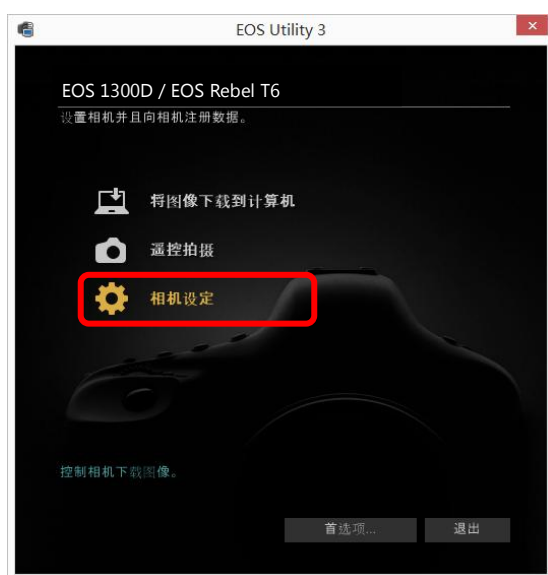 EOS Utility 3
EOS 1300D / EOS Rebel T6
设置相机并且向相机注册数据。
将图像下载到计算机
遥控拍摄
相机设定
控制相机下载图像。
首选项...
退出